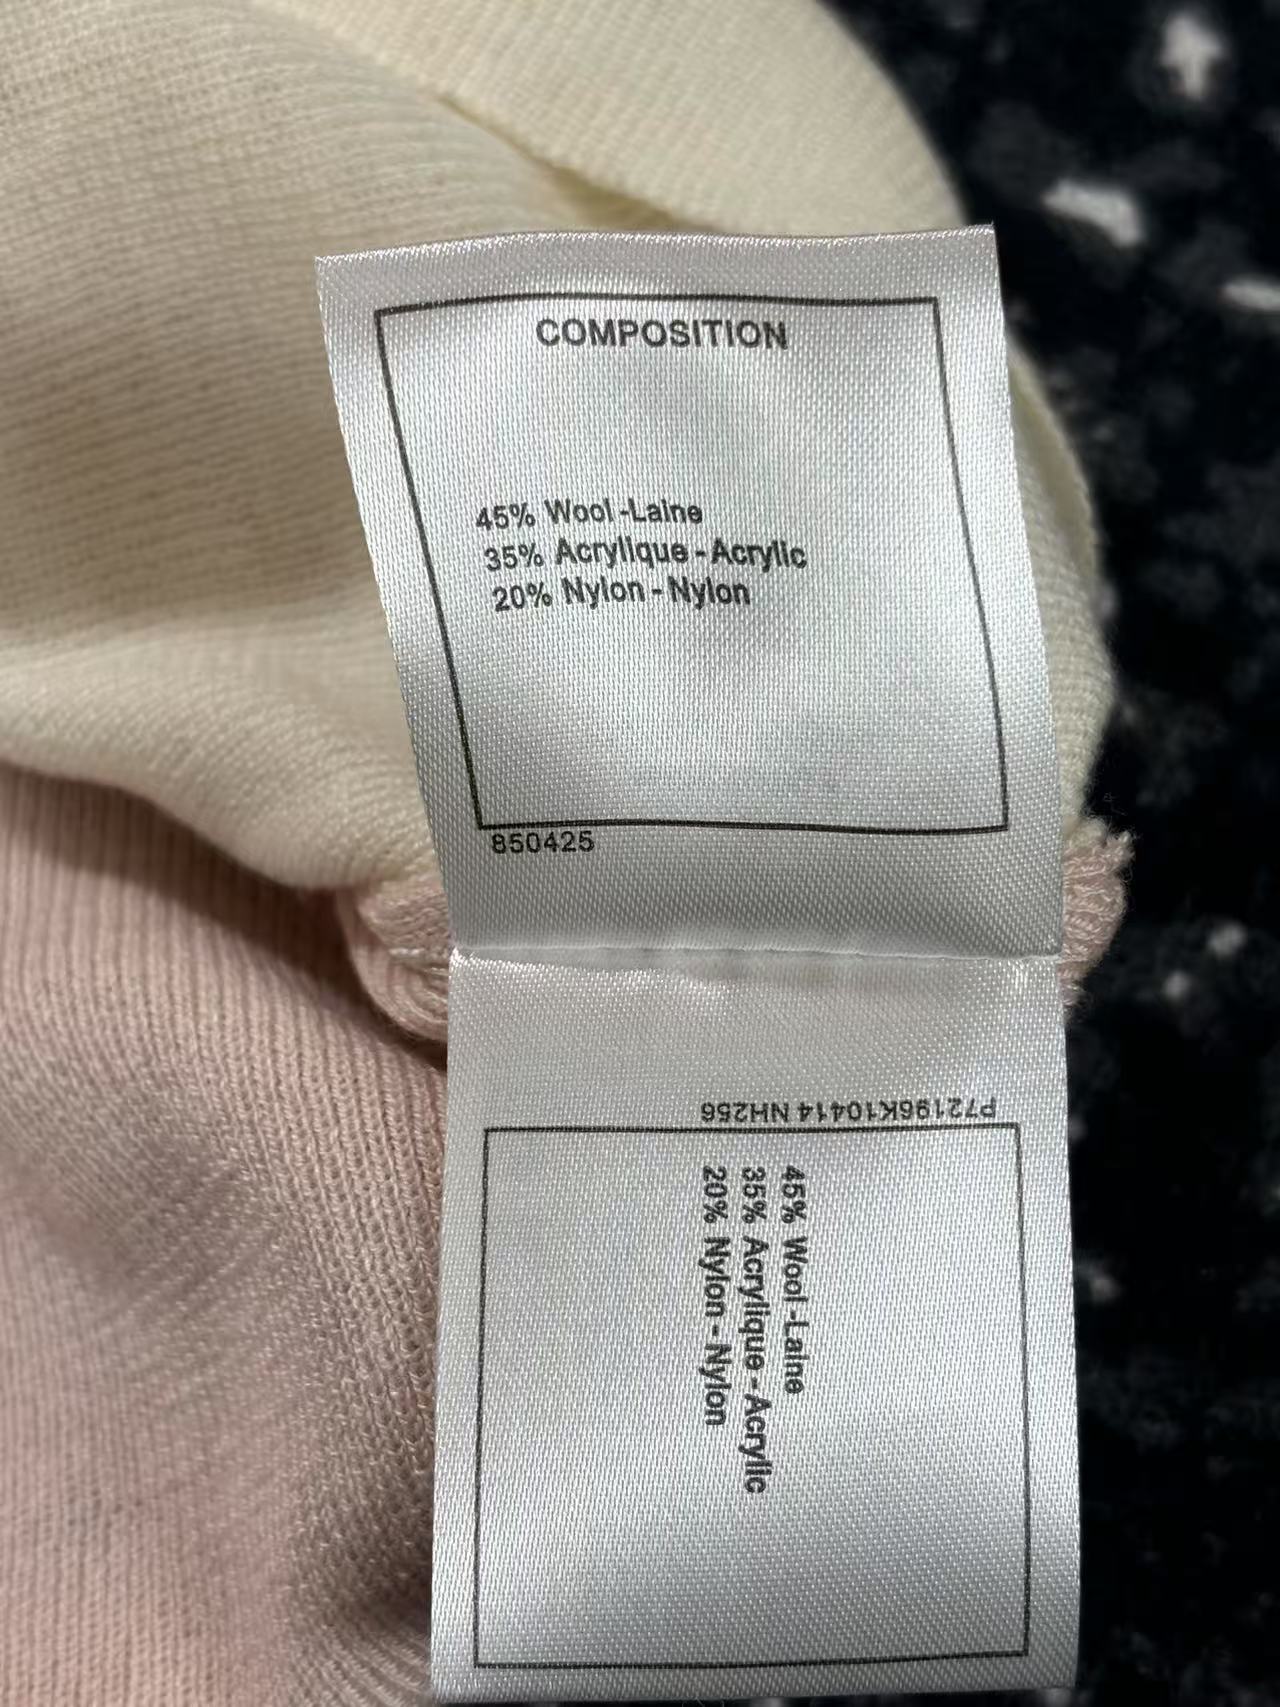 COMPOSITION
45% Wool -Laine
35% Acrylique - Acrylic
20% Nylon - Nylon
850425
P72196K10414 NH256
45% Wool -Laine
35% Acrylique - Acrylic
20% Nylon - Nylon